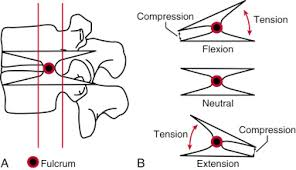 Compression
Tension
Flexion
Neutral
Tension
Compression
A
Fulcrum
B
Extension